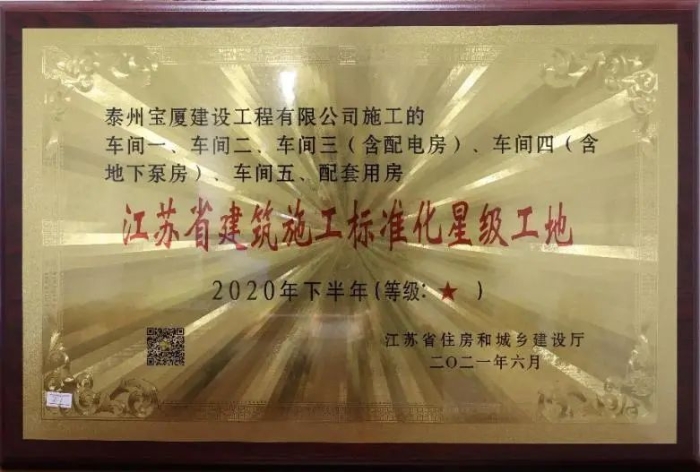 泰州宝厦建设工程有限公司施工的
车间一、车间二、车间三（含配电房）、车间四（含
地下泵房）、车间五、配套用房
江苏省建筑施工标准化星级工地
2020年下半年(等级:★)
江苏省住房和城乡建设厅
二〇二一年六月